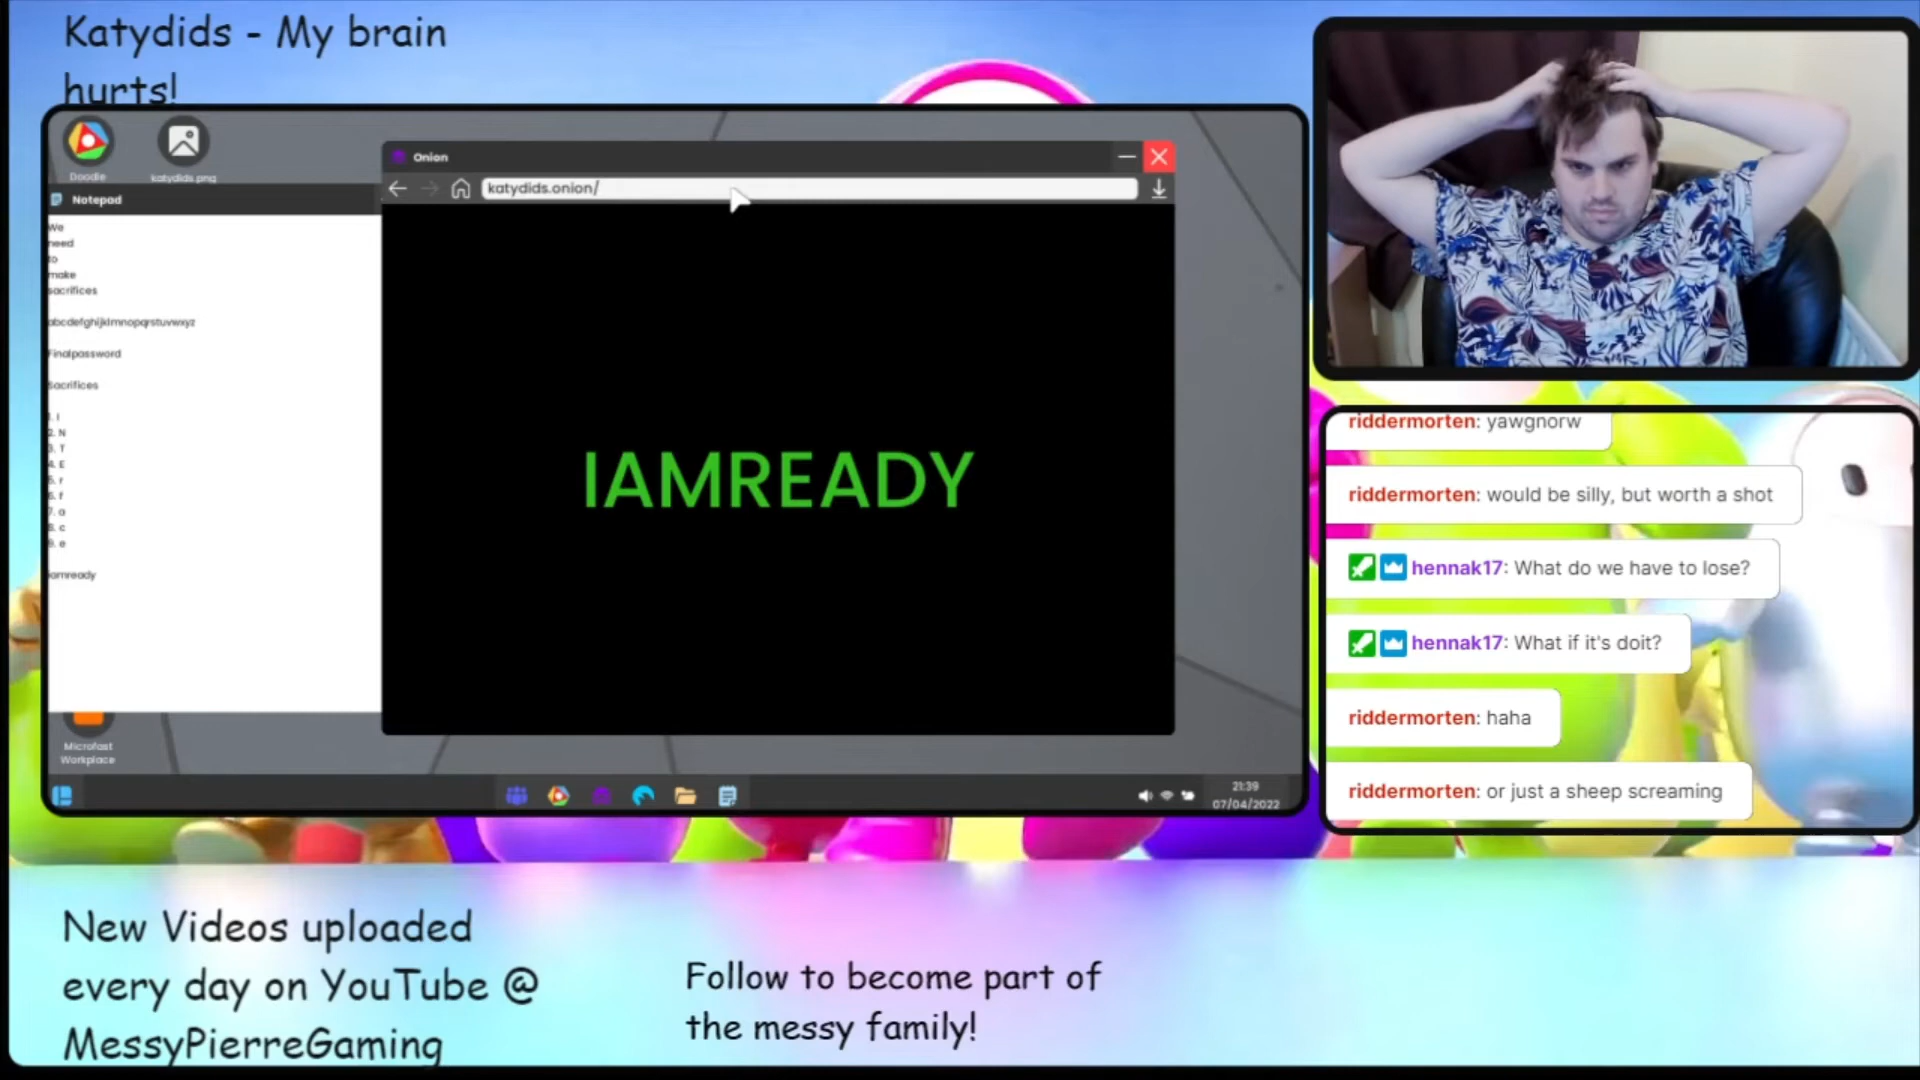 Katydids - My brain
hurts!
Doodle
katydids.png
Notepad
We
need
to
make
sacrifices
abcdefghijklmnopqrstuvwxyz
Finalpassword
Sacrifices
1. I
2. N
3. T
4. E
5. r
6. f
7. a
8. c
9. e
iamready
Onion
katydids.onion/
IAMREADY
Microfast
Workplace
21:39
07/04/2022
riddermorten: yawgnorw
riddermorten: would be silly, but worth a shot
hennak17: What do we have to lose?
hennak17: What if it's doit?
riddermorten: haha
riddermorten: or just a sheep screaming
New Videos uploaded
every day on YouTube @
MessyPierreGaming
Follow to become part of
the messy family!